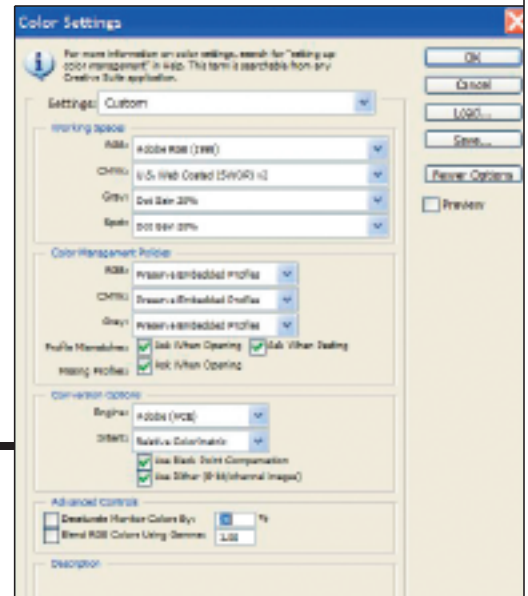 Color Settings
For more information on color settings, search for "setting up
color management" in Help. This term is searchable from any
Creative Suite application.
OK
Cancel
Load...
Save...
Fewer Options
Preview
Settings: Custom
Working Spaces
RGB: Adobe RGB (1998)
CMYK: U.S. Web Coated (SWOP) v2
Gray: Dot Gain 20%
Spot: Dot Gain 20%
Color Management Policies
RGB: Preserve Embedded Profiles
CMYK: Preserve Embedded Profiles
Gray: Preserve Embedded Profiles
Profile Mismatches: Ask When Opening Ask When Pasting
Missing Profiles: Ask When Opening
Conversion Options
Engine: Adobe (ACE)
Intent: Relative Colorimetric
Use Black Point Compensation
Use Dither (8-bit/channel images)
Advanced Controls
Desaturate Monitor Colors By: %
Blend RGB Colors Using Gamma: 1.00
Description